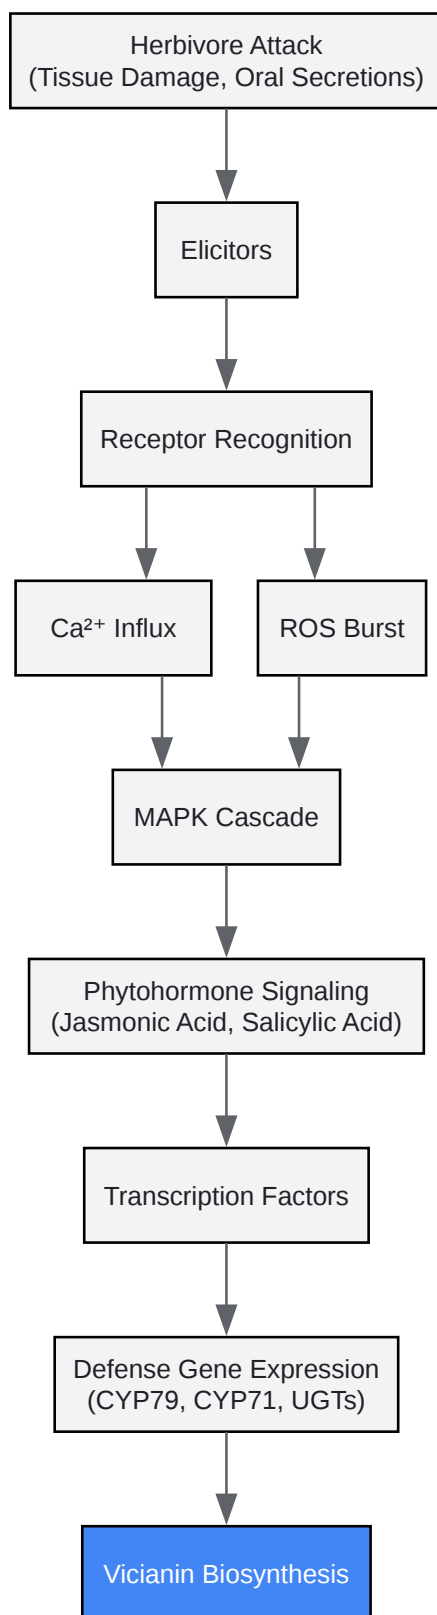 Herbivore Attack
(Tissue Damage, Oral Secretions)
Elicitors
Receptor Recognition
Ca²⁺ Influx
ROS Burst
MAPK Cascade
Phytohormone Signaling
(Jasmonic Acid, Salicylic Acid)
Transcription Factors
Defense Gene Expression
(CYP79, CYP71, UGTs)
Vicianin Biosynthesis